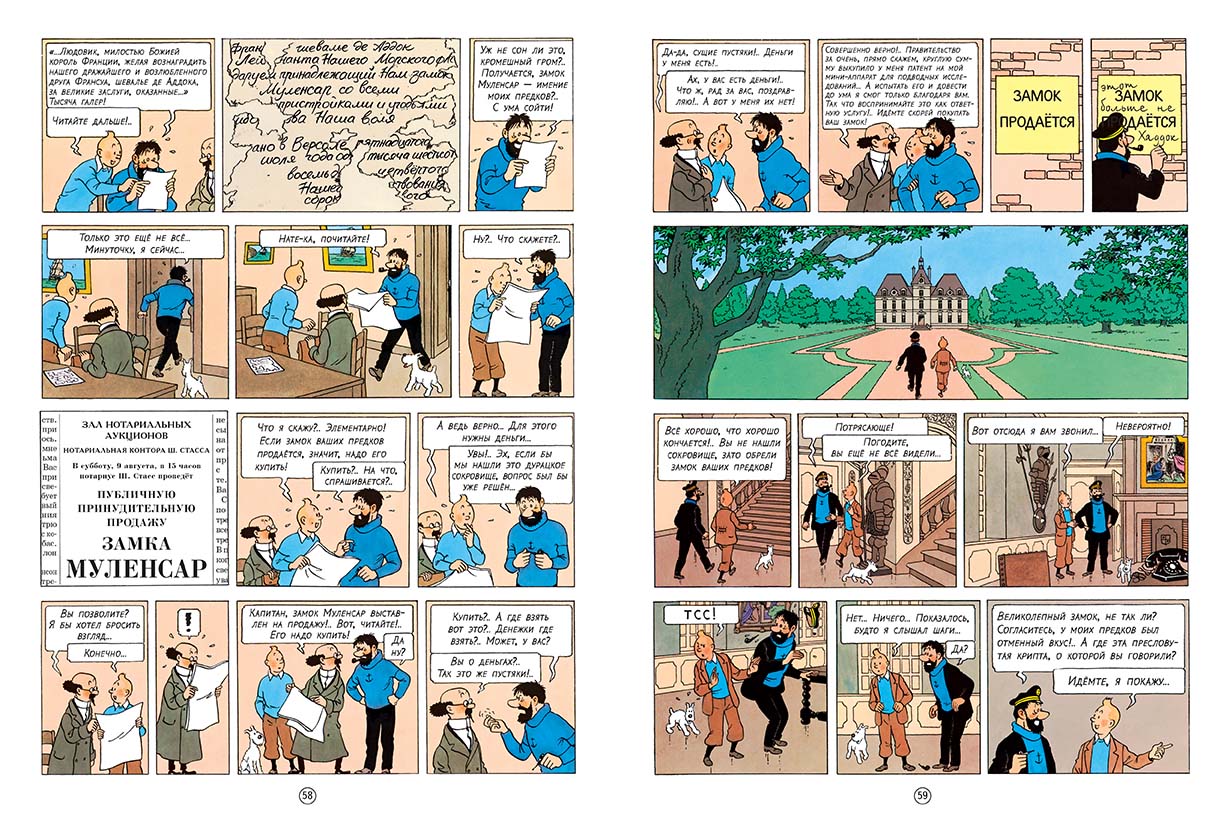 «...Людовик, милостью Божией
король Франции, желая вознаградить
нашего дражайшего и возлюбленного
друга Франсуа, шевалье де Аддока,
за великие заслуги, оказанные...»
Тысяча галер!
Читайте дальше!..
шевалье де Аддок
Нашего Морского
даруем принадлежащий Нам замок
Муленсар со всеми
пристройками и угодьями
Наша воля
Уж не сон ли это,
кромешный гром?..
Получается, замок
Муленсар — имение
моих предков?..
С ума сойти!
Только это ещё не всё...
Минуточку, я сейчас...
Нате-ка, почитайте!
Ну?.. Что скажете?..
ЗАЛ НОТАРИАЛЬНЫХ
АУКЦИОНОВ
НОТАРИАЛЬНАЯ КОНТОРА Ш. СТАССА
В субботу, 9 августа, в 15 часов
нотариус Ш. Стасс проведёт
ПУБЛИЧНУЮ
ПРИНУДИТЕЛЬНУЮ
ПРОДАЖУ
ЗАМКА
МУЛЕНСАР
Что я скажу?.. Элементарно!
Если замок ваших предков
продаётся, значит, надо его
купить!
Купить?.. На что,
спрашивается?..
А ведь верно... Для этого
нужны деньги...
Увы!.. Эх, если бы
мы нашли это дурацкое
сокровище, вопрос был бы
уже решён...
Вы позволите?
Я бы хотел бросить
взгляд...
Конечно...
!
Капитан, замок Муленсар выстав-
лен на продажу!.. Вот, читайте!..
Его надо купить!
Да
ну?
Купить?.. А где взять
вот это?.. Денежки где
взять?.. Может, у вас?
Вы о деньгах?..
Так это же пустяки!..
58
Да-да, сущие пустяки!.. Деньги
у меня есть!..
Ах, у вас есть деньги!
Что ж, рад за вас, поздрав-
ляю!.. А вот у меня их нет!
Совершенно верно!.. Правительство
за очень, прямо скажем, круглую сум-
му выкупило у меня патент на мой
мини-аппарат для подводных иссле-
дований... А испытать его и довести
до ума я смог только благодаря вам.
Так что воспринимайте это как ответ-
ную услугу!.. Идёмте скорей покупать
ваш замок!
ЗАМОК
ПРОДАЁТСЯ
этот
ЗАМОК
больше не
ПРОДАЁТСЯ
Хаддок
Всё хорошо, что хорошо
кончается!.. Вы не нашли
сокровище, зато обрели
замок ваших предков!
Потрясающе!
Погодите,
вы ещё не всё видели...
Вот отсюда я вам звонил...
Невероятно!
ТСС!
Нет... Ничего... Показалось,
будто я слышал шаги...
Да?
Великолепный замок, не так ли?
Согласитесь, у моих предков был
отменный вкус!.. А где эта преслову-
тая крипта, о которой вы говорили?
Идёмте, я покажу...
59